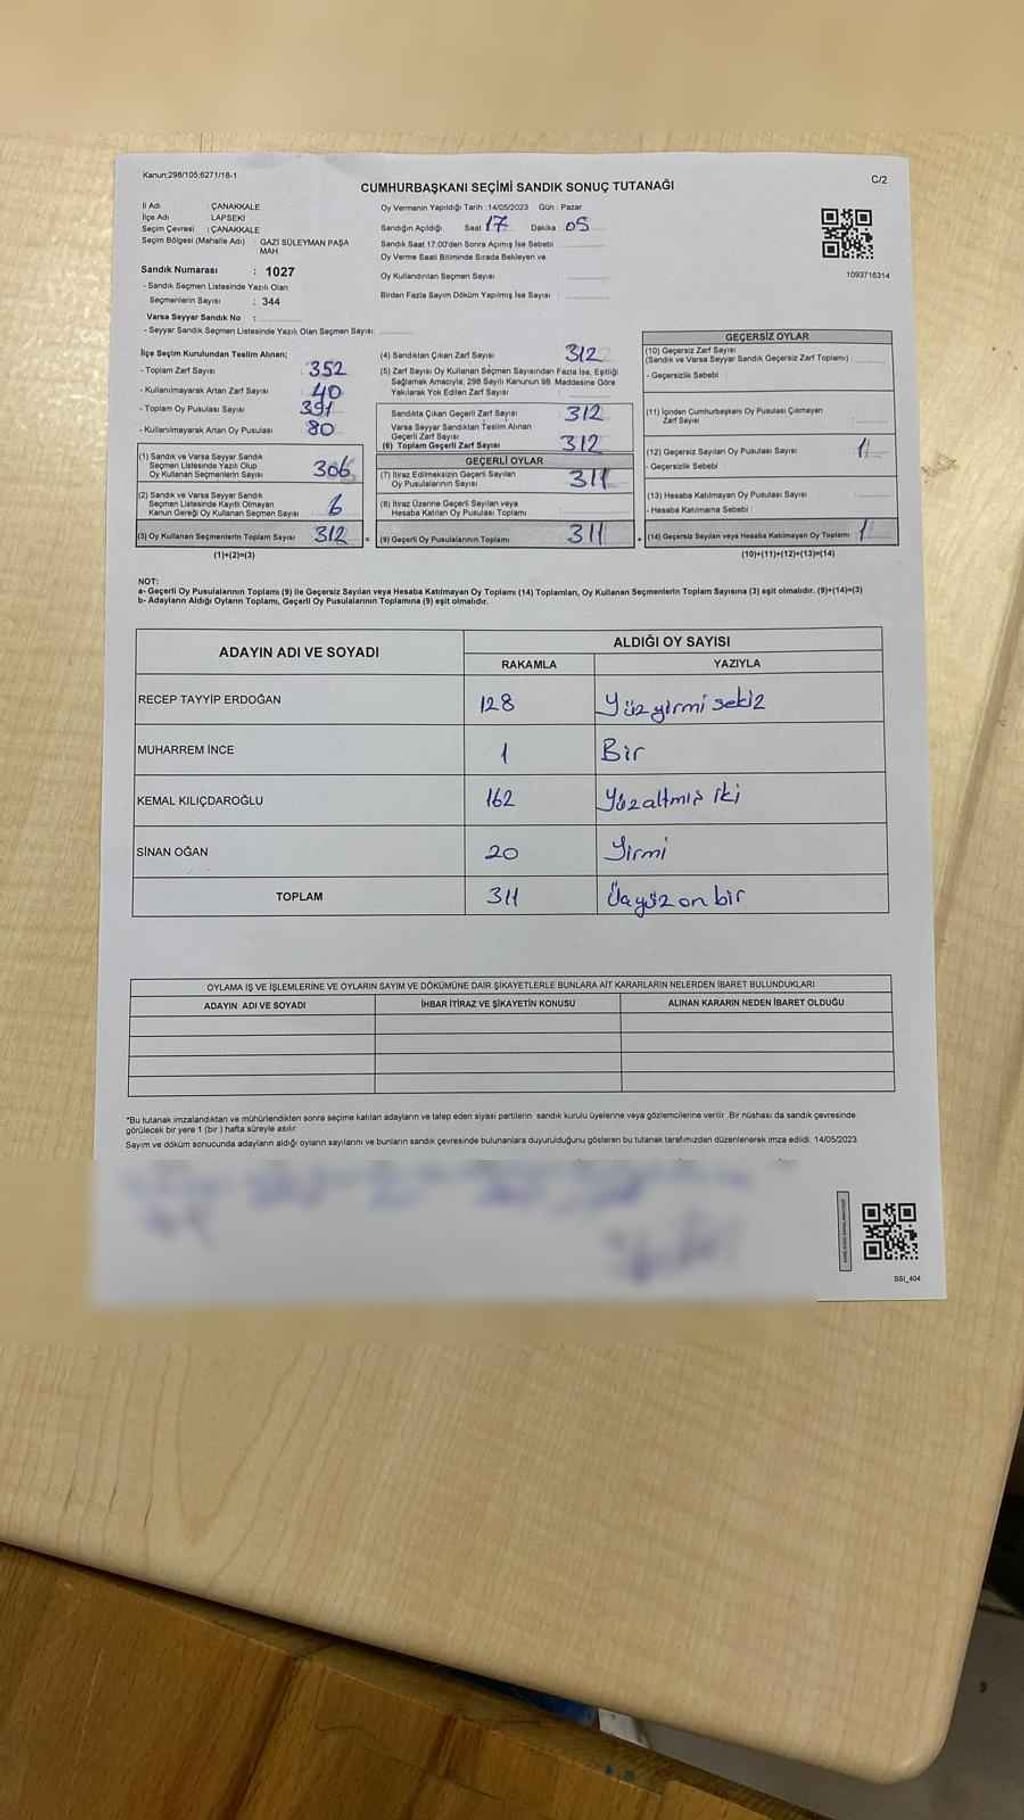 Kanun:298/105;6271/18-1
C/2
CUMHURBAŞKANI SEÇİMİ SANDIK SONUÇ TUTANAĞI
İl Adı : ÇANAKKALE
İlçe Adı : LAPSEKİ
Seçim Çevresi : ÇANAKKALE
Seçim Bölgesi (Mahalle Adı) GAZİ SÜLEYMAN PAŞA
MAH
Sandık Numarası : 1027
- Sandık Seçmen Listesinde Yazılı Olan
Seçmenlerin Sayısı : 344
Varsa Seyyar Sandık No :
- Seyyar Sandık Seçmen Listesinde Yazılı Olan Seçmen Sayısı:
Oy Vermenin Yapıldığı Tarih :14/05/2023 Gün : Pazar
Sandığın Açıldığı Saat 17 Dakika 05
Sandık Saat 17:00'den Sonra Açımış İse Sebebi
Oy Verme Saati Bitiminde Sırada Bekleyen ve
Oy Kullandırılan Seçmen Sayısı
Birden Fazla Sayım Döküm Yapılmış İse Sayısı
1093716314
İlçe Seçim Kurulundan Teslim Alınan;
- Toplam Zarf Sayısı 352
- Kullanılmayarak Artan Zarf Sayısı 40
- Toplam Oy Pusulası Sayısı 391
- Kullanılmayarak Artan Oy Pusulası 80
(1) Sandık ve Varsa Seyyar Sandık
Seçmen Listesinde Yazılı Olup
Oy Kullanan Seçmenlerin Sayısı 306
(2) Sandık ve Varsa Seyyar Sandık
Seçmen Listesinde Kayıtlı Olmayan
Kanun Gereği Oy Kullanan Seçmen Sayısı 6
(3) Oy Kullanan Seçmenlerin Toplam Sayısı 312
(1)+(2)=(3)
(4) Sandıktan Çıkan Zarf Sayısı 312
(5) Zarf Sayısı Oy Kullanan Seçmen Sayısından Fazla İse, Eşitliği
Sağlamak Amacıyla, 298 Sayılı Kanunun 98. Maddesine Göre
Yakılarak Yok Edilen Zarf Sayısı
Sandıkta Çıkan Geçerli Zarf Sayısı 312
Varsa Seyyar Sandıktan Teslim Alınan
Geçerli Zarf Sayısı
(6) Toplam Geçerli Zarf Sayısı 312
GEÇERLİ OYLAR
(7) İtiraz Edilmeksizin Geçerli Sayılan
Oy Pusulalarının Sayısı 311
(8) İtiraz Üzerine Geçerli Sayılan veya
Hesaba Katılan Oy Pusulası Toplamı
= (9) Geçerli Oy Pusulalarının Toplamı 311
GEÇERSİZ OYLAR
(10) Geçersiz Zarf Sayısı
(Sandık ve Varsa Seyyar Sandık Geçersiz Zarf Toplamı)
- Geçersizlik Sebebi
(11) İçinden Cumhurbaşkanı Oy Pusulası Çıkmayan
Zarf Sayısı
(12) Geçersiz Sayılan Oy Pusulası Sayısı 1
- Geçersizlik Sebebi
(13) Hesaba Katılmayan Oy Pusulası Sayısı
- Hesaba Katılmama Sebebi
+ (14) Geçersiz Sayılan veya Hesaba Katılmayan Oy Toplamı 1
(10)+(11)+(12)+(13)=(14)
NOT:
a- Geçerli Oy Pusulalarının Toplamı (9) ile Geçersiz Sayılan veya Hesaba Katılmayan Oy Toplamı (14) Toplamları, Oy Kullanan Seçmenlerin Toplam Sayısına (3) eşit olmalıdır. (9)+(14)=(3)
b- Adayların Aldığı Oyların Toplamı, Geçerli Oy Pusulalarının Toplamına (9) eşit olmalıdır.
ADAYIN ADI VE SOYADI
ALDIĞI OY SAYISI
RAKAMLA YAZIYLA
RECEP TAYYİP ERDOĞAN 128 Yüzyirmi sekiz
MUHARREM İNCE 1 Bir
KEMAL KILIÇDAROĞLU 162 Yüzaltmış iki
SİNAN OĞAN 20 Yirmi
TOPLAM 311 Üçyüz on bir
OYLAMA İŞ VE İŞLEMLERİNE VE OYLARIN SAYIM VE DÖKÜMÜNE DAİR ŞİKAYETLERLE BUNLARA AİT KARARLARIN NELERDEN İBARET BULUNDUKLARI
ADAYIN ADI VE SOYADI İHBAR İTİRAZ VE ŞİKAYETİN KONUSU ALINAN KARARIN NEDEN İBARET OLDUĞU
*Bu tutanak imzalandıktan ve mühürlendikten sonra seçime katılan adayların ve talep eden siyasi partilerin sandık kurulu üyelerine veya gözlemcilerine verilir. Bir nüshası da sandık çevresinde
görülecek bir yere 1 (bir) hafta süreyle asılır.
Sayım ve döküm sonucunda adayların aldığı oyların sayılarını ve bunların sandık çevresinde bulunanlara duyurulduğunu gösteren bu tutanak tarafımızdan düzenlenerek imza edildi. 14/05/2023
SSI_404